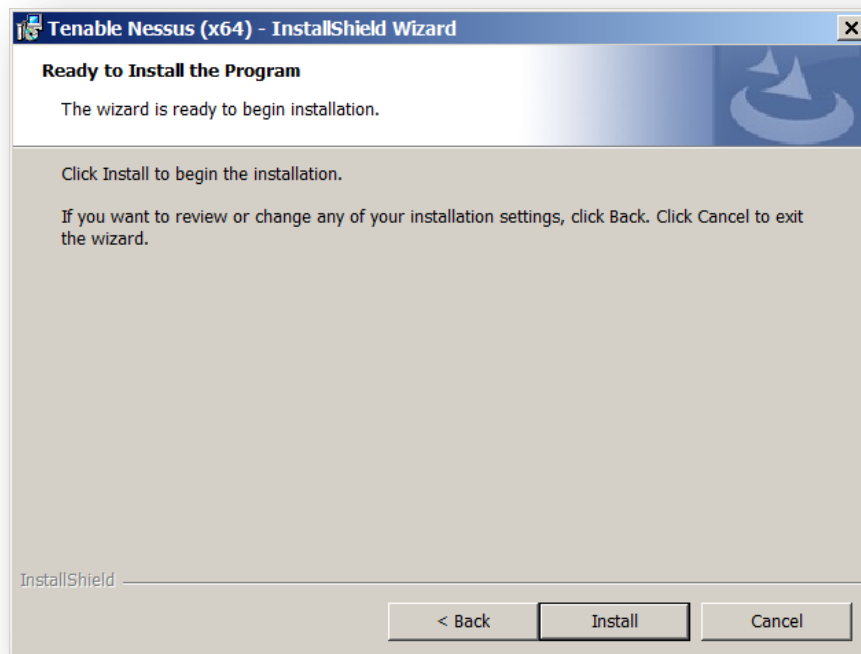 Tenable Nessus (x64) - InstallShield Wizard
Ready to Install the Program
The wizard is ready to begin installation.
Click Install to begin the installation.
If you want to review or change any of your installation settings, click Back. Click Cancel to exit
the wizard.
InstallShield
< Back
Install
Cancel